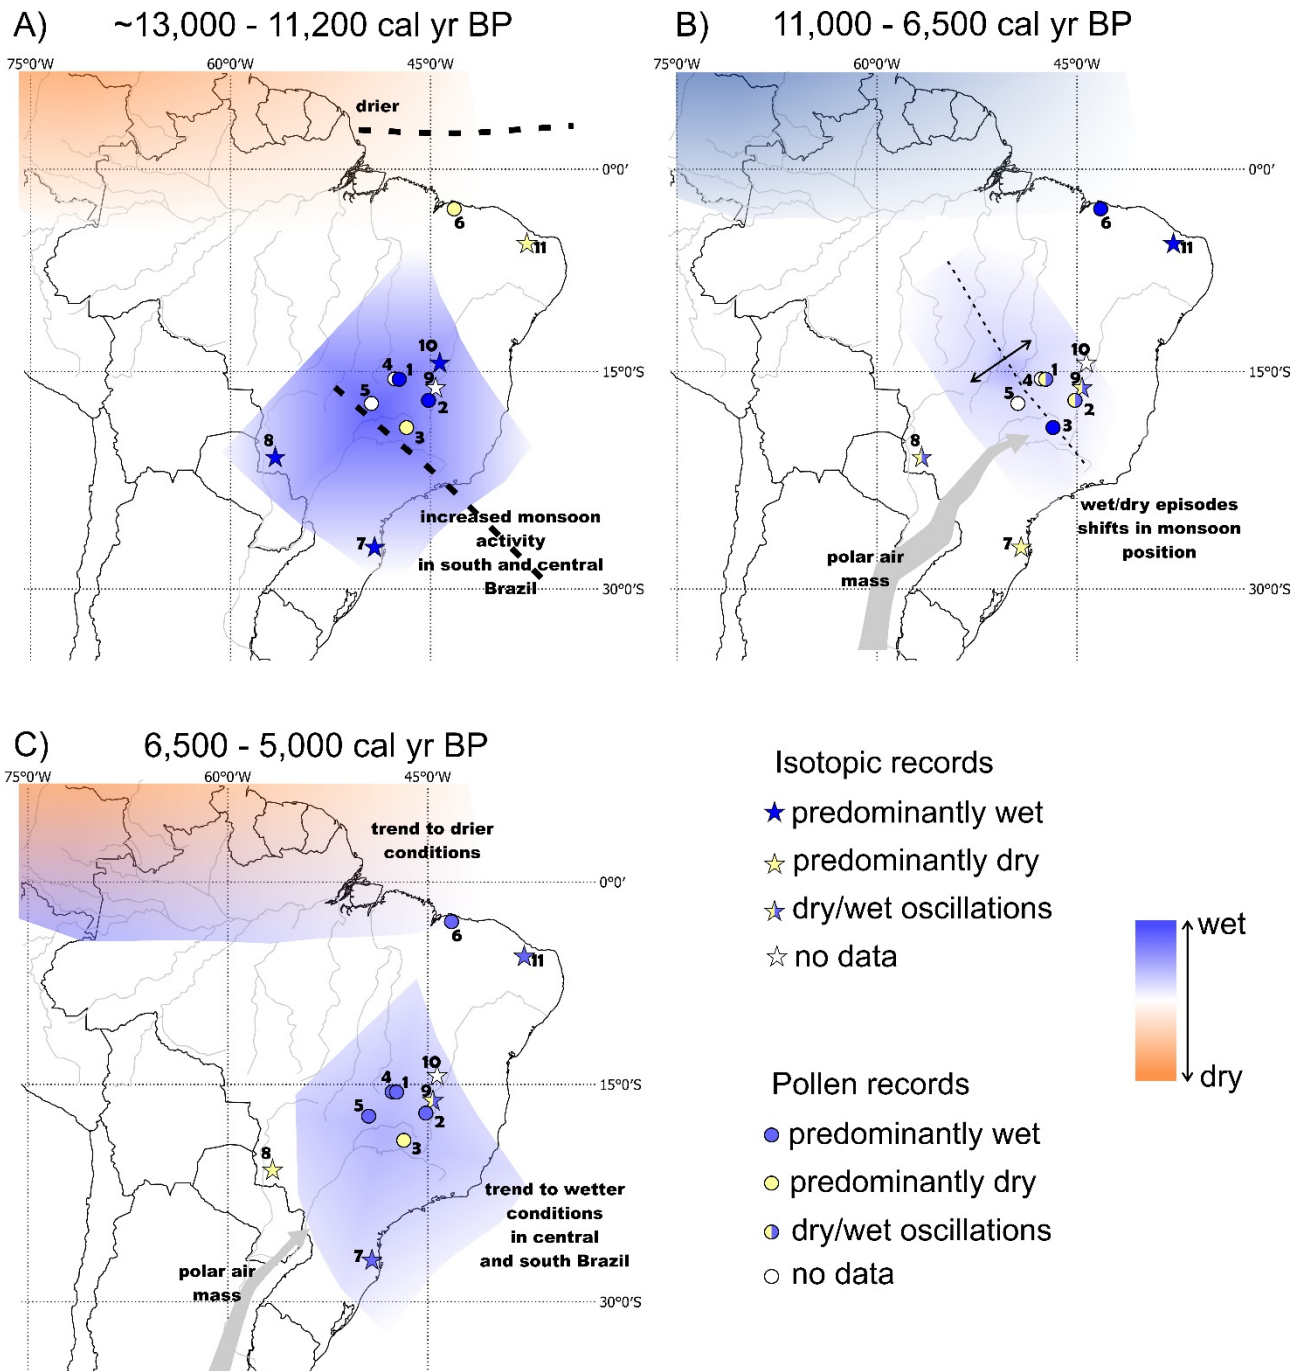 A) ~13,000 - 11,200 cal yr BP
75°0'W 60°0'W 45°0'W
drier
0°0'
6
11
10
4 1
15°0'S
5 9
2
3
8
increased monsoon
activity
7
in south and central
Brazil
30°0'S
B) 11,000 - 6,500 cal yr BP
75°0'W 60°0'W 45°0'W
0°0'
6
11
10
15°0'S
4 1 9
5 2
3
8
wet/dry episodes
shifts in monsoon
position
7
polar air
mass
30°0'S
C) 6,500 - 5,000 cal yr BP
75°0'W 60°0'W 45°0'W
trend to drier
conditions
0°0'
6
11
10
4 1
15°0'S
9
5 2
3
8
trend to wetter
conditions
in central
and south Brazil
7
polar air
mass
30°0'S
Isotopic records
predominantly wet
predominantly dry
dry/wet oscillations
no data
Pollen records
predominantly wet
predominantly dry
dry/wet oscillations
no data
wet
dry